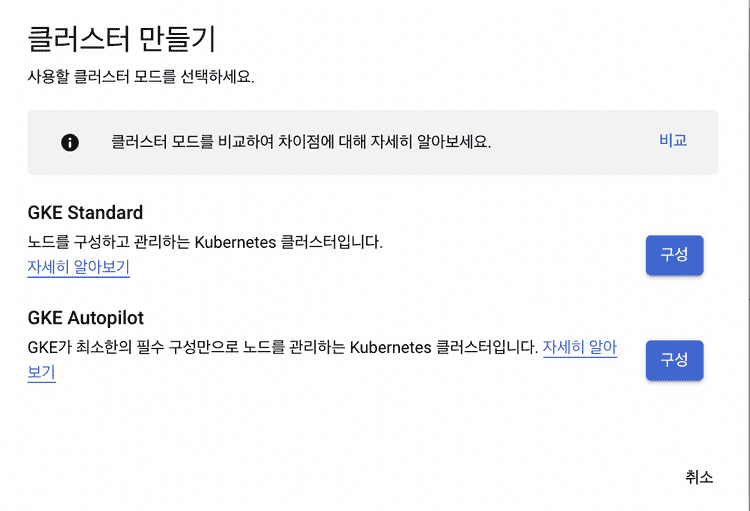 클러스터 만들기
사용할 클러스터 모드를 선택하세요.
클러스터 모드를 비교하여 차이점에 대해 자세히 알아보세요.
비교
GKE Standard
노드를 구성하고 관리하는 Kubernetes 클러스터입니다.
자세히 알아보기
구성
GKE Autopilot
GKE가 최소한의 필수 구성만으로 노드를 관리하는 Kubernetes 클러스터입니다. 자세히 알아
보기
구성
취소